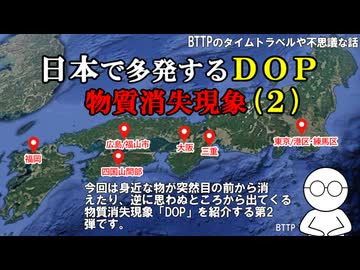 BTTPのタイムトラベルや不思議な話
日本で多発するDOP
物質消失現象(2)
福岡
広島/福山市
四国山間部
大阪
三重
東京/港区・練馬区
今回は身近な物が突然目の前から消
えたり、逆に思わぬところから出てくる
物質消失現象「DOP」を紹介する第2
弾です。
BTTP